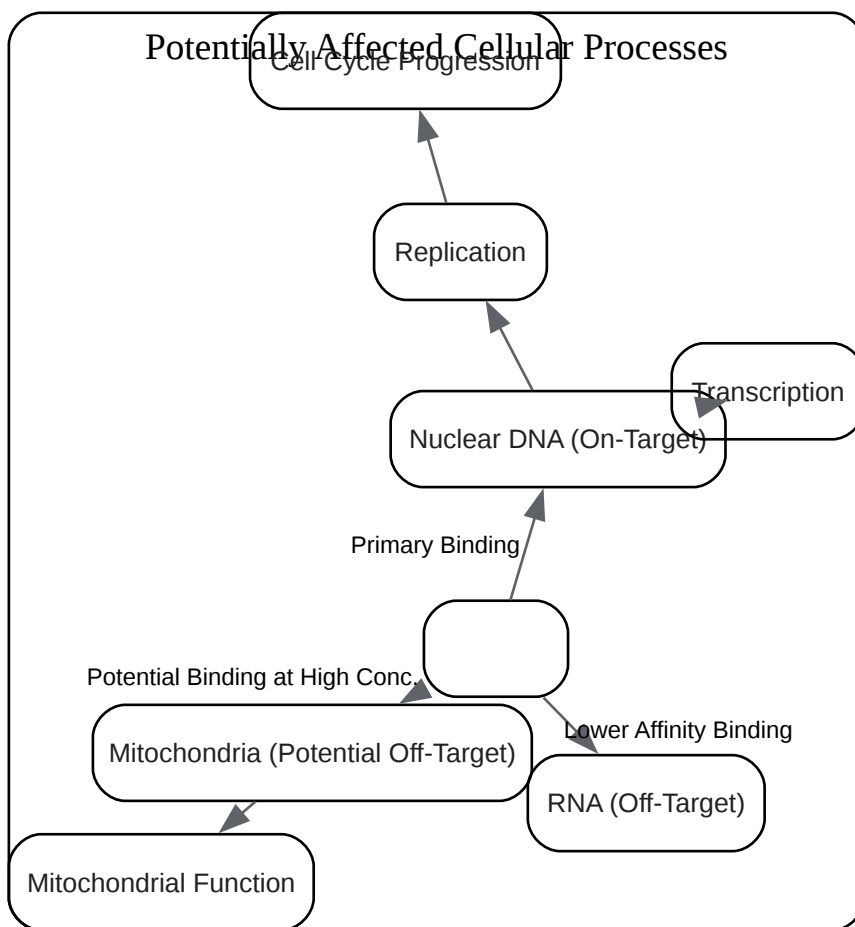 Potentially Affected Cellular Processes
Cell Cycle Progression
Replication
Transcription
Nuclear DNA (On-Target)
Primary Binding
Potential Binding at High Conc.
Lower Affinity Binding
Mitochondria (Potential Off-Target)
RNA (Off-Target)
Mitochondrial Function